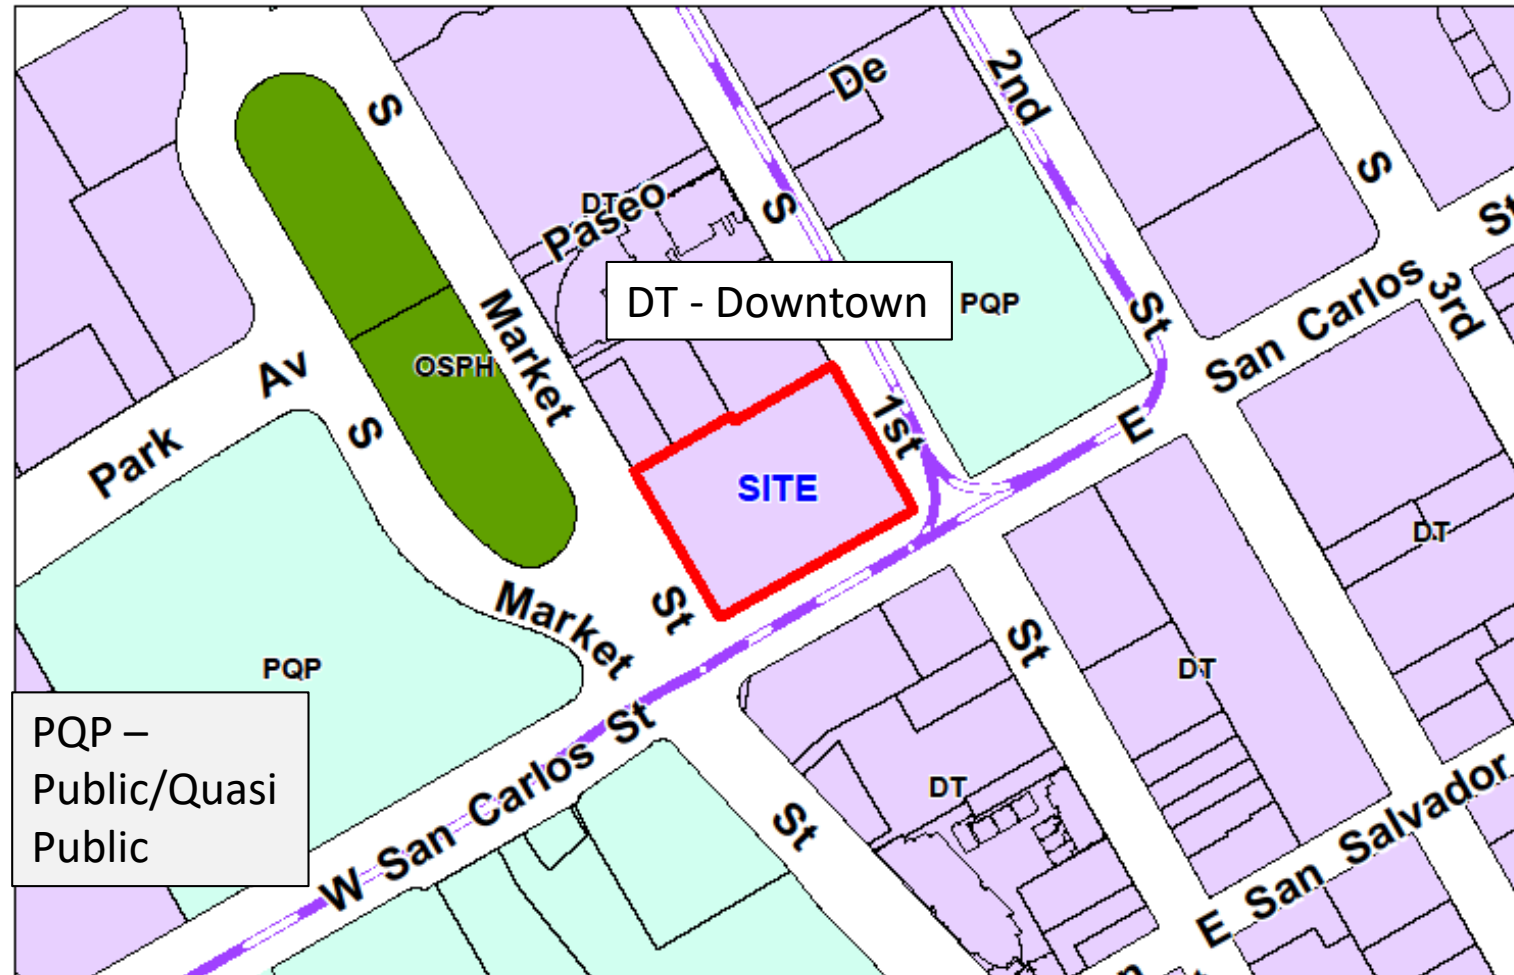 S
De
2nd
S
St
DT
Paseo
S
DT - Downtown
PQP
St
San Carlos
3rd
Market
OSPH
Av
S
Park
1st
E
SITE
DT
Market
St
St
PQP
DT
PQP –
Public/Quasi
Public
W San Carlos St
DT
St
E San Salvador